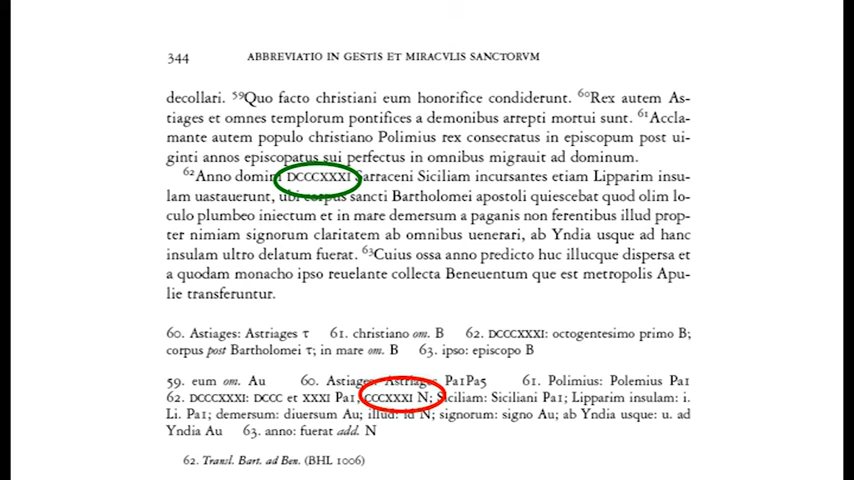 344 ABBREVIATIO IN GESTIS ET MIRACVLIS SANCTORVM
decollari. ⁵⁹Quo facto christiani eum honorifice condiderunt. ⁶⁰Rex autem As-
tiages et omnes templorum pontifices a demonibus arrepti mortui sunt. ⁶¹Accla-
mante autem populo christiano Polimius rex consecratus in episcopum post ui-
ginti annos episcopatus sui perfectus in omnibus migrauit ad dominum.
⁶²Anno domini DCCCXXXI Sarraceni Siciliam incursantes etiam Lipparim insu-
lam uastauerunt, ubi corpus sancti Bartholomei apostoli quiescebat quod olim lo-
culo plumbeo iniectum et in mare demersum a paganis non ferentibus illud prop-
ter nimiam signorum claritatem ab omnibus uenerari, ab Yndia usque ad hanc
insulam ultro delatum fuerat. ⁶³Cuius ossa anno predicto huc illucque dispersa et
a quodam monacho ipso reuelante collecta Beneuentum que est metropolis Apu-
lie transferuntur.
60. Astiages: Astriages τ 61. christiano om. B 62. DCCCXXXI: octogentesimo primo B;
corpus post Bartholomei τ; in mare om. B 63. ipso: episcopo B
59. eum om. Au 60. Astiages: Astriages Pa1Pa5 61. Polimius: Polemius Pa1
62. DCCCXXXI: DCCC et XXXI Pa1; CCCXXXI N; Siciliam: Siciliani Pa1; Lipparim insulam: i.
Li. Pa1; demersum: diuersum Au; illud: id N; signorum: signo Au; ab Yndia usque: u. ad
Yndia Au 63. anno: fuerat add. N
62. Transl. Bart. ad Ben. (BHL 1006)